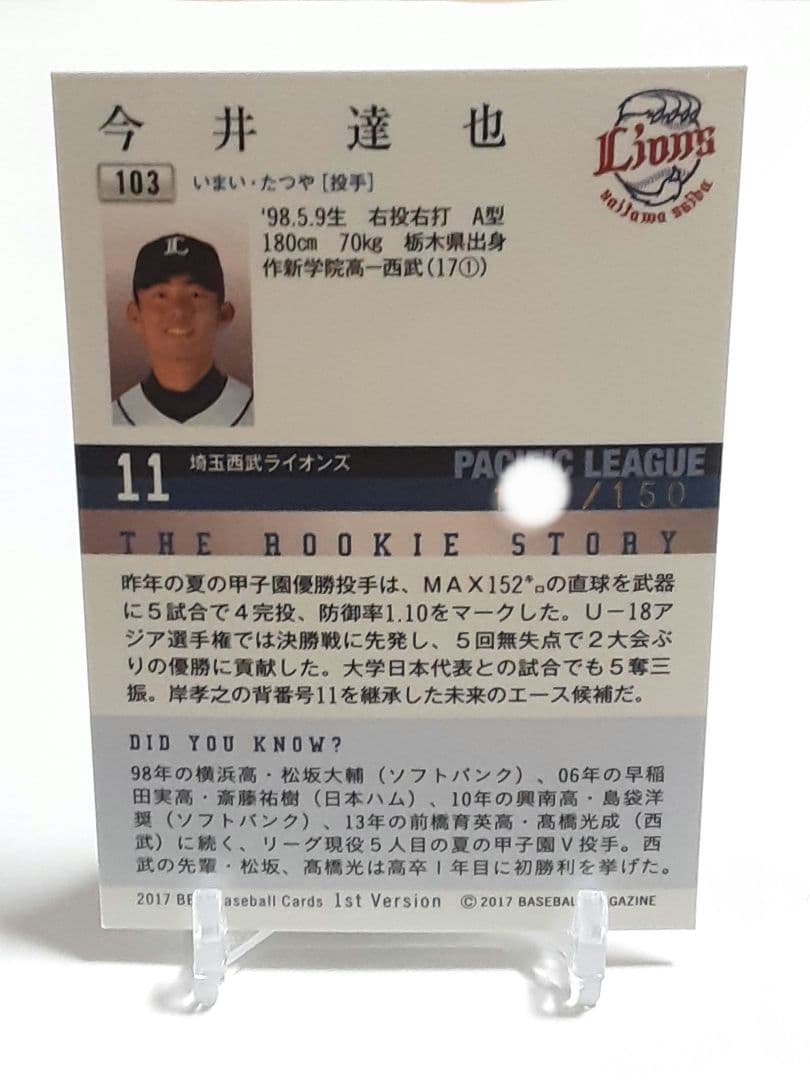 今井達也
Lions
Saitama Seibu
103 いまい・たつや［投手］
'98.5.9生 右投右打 A型
180cm 70kg 栃木県出身
作新学院高－西武(17①)
11 埼玉西武ライオンズ PACIFIC LEAGUE
/150
THE ROOKIE STORY
昨年の夏の甲子園優勝投手は、MAX152㌔の直球を武器
に5試合で4完投、防御率1.10をマークした。U－18ア
ジア選手権では決勝戦に先発し、5回無失点で2大会ぶ
りの優勝に貢献した。大学日本代表との試合でも5奪三
振。岸孝之の背番号11を継承した未来のエース候補だ。
DID YOU KNOW?
98年の横浜高・松坂大輔（ソフトバンク）、06年の早稲
田実高・斎藤祐樹（日本ハム）、10年の興南高・島袋洋
奨（ソフトバンク）、13年の前橋育英高・髙橋光成（西
武）に続く、リーグ現役5人目の夏の甲子園V投手。西
武の先輩・松坂、髙橋光は高卒1年目に初勝利を挙げた。
2017 Baseball Cards 1st Version ©2017 BASEBALL MAGAZINE